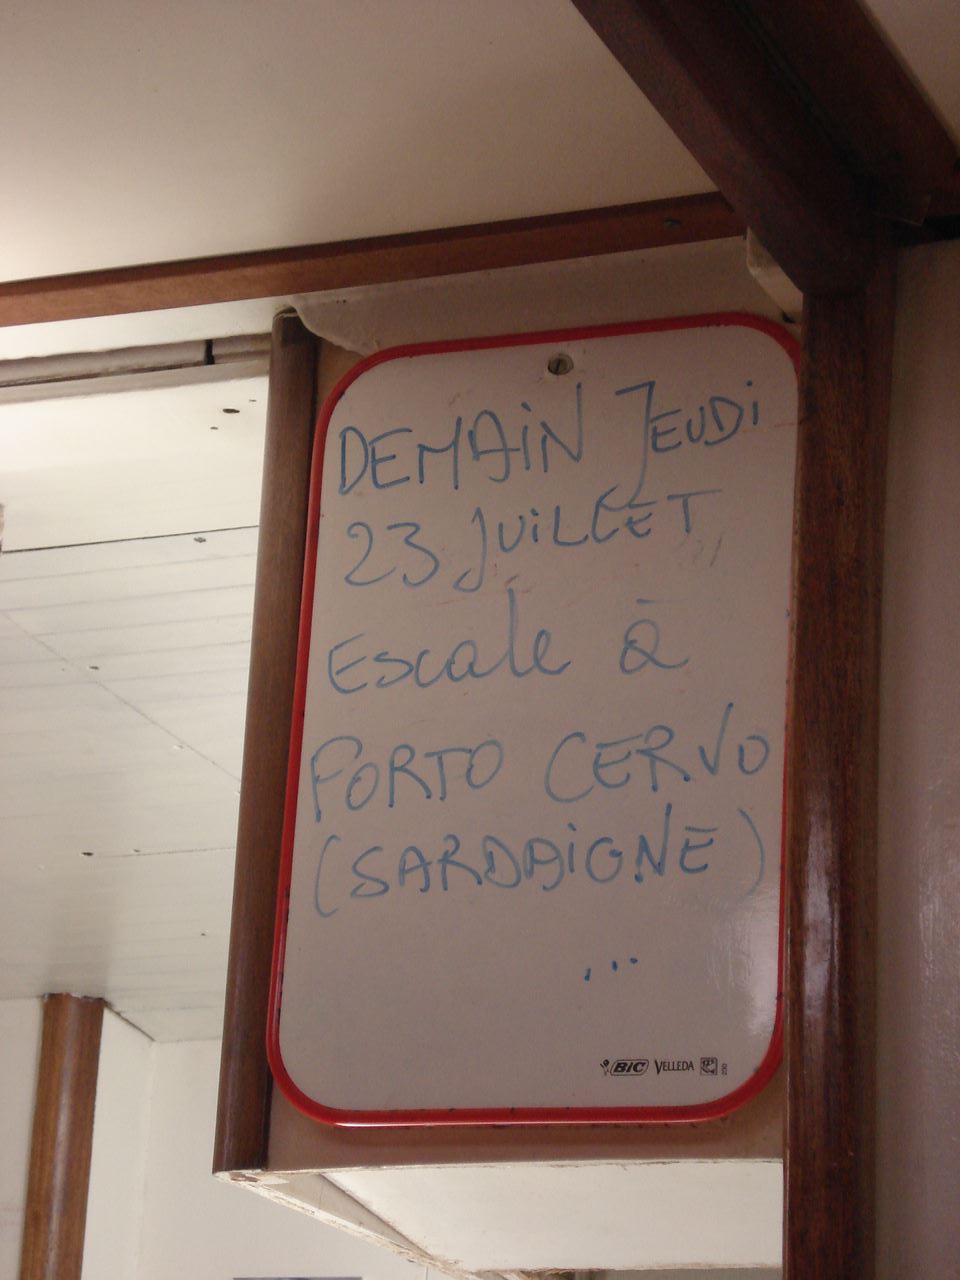 DEMAIN JEUDi
23 JUiLLET
Escale à
PORTO CERVO
(SARDAiGNE)
...
BIC VELLEDA